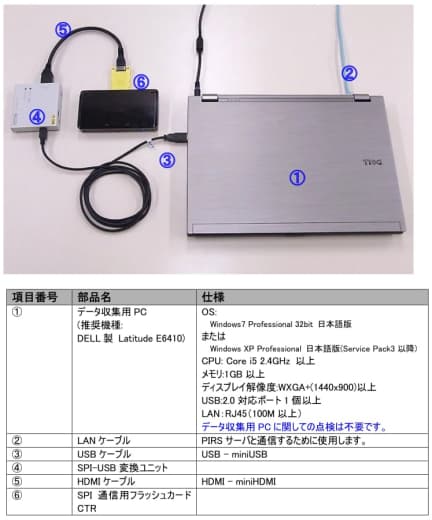 ⑤
⑥
②
④
③
①
DELL
項目番号 部品名 仕様
① データ収集用 PC OS:
(推奨機種: Windows7 Professional 32bit 日本語版
DELL 製 Latitude E6410) または
Windows XP Professional 日本語版(Service Pack3 以降)
CPU: Core i5 2.4GHz 以上
メモリ:1GB 以上
ディスプレイ解像度:WXGA+(1440x900)以上
USB:2.0 対応ポート 1 個以上
LAN:RJ45(100M 以上)
データ収集用 PC に関しての点検は不要です。
② LAN ケーブル PIRS サーバと通信するために使用します。
③ USB ケーブル USB − miniUSB
④ SPI-USB 変換ユニット
⑤ HDMI ケーブル HDMI − miniHDMI
⑥ SPI 通信用フラッシュカード
CTR